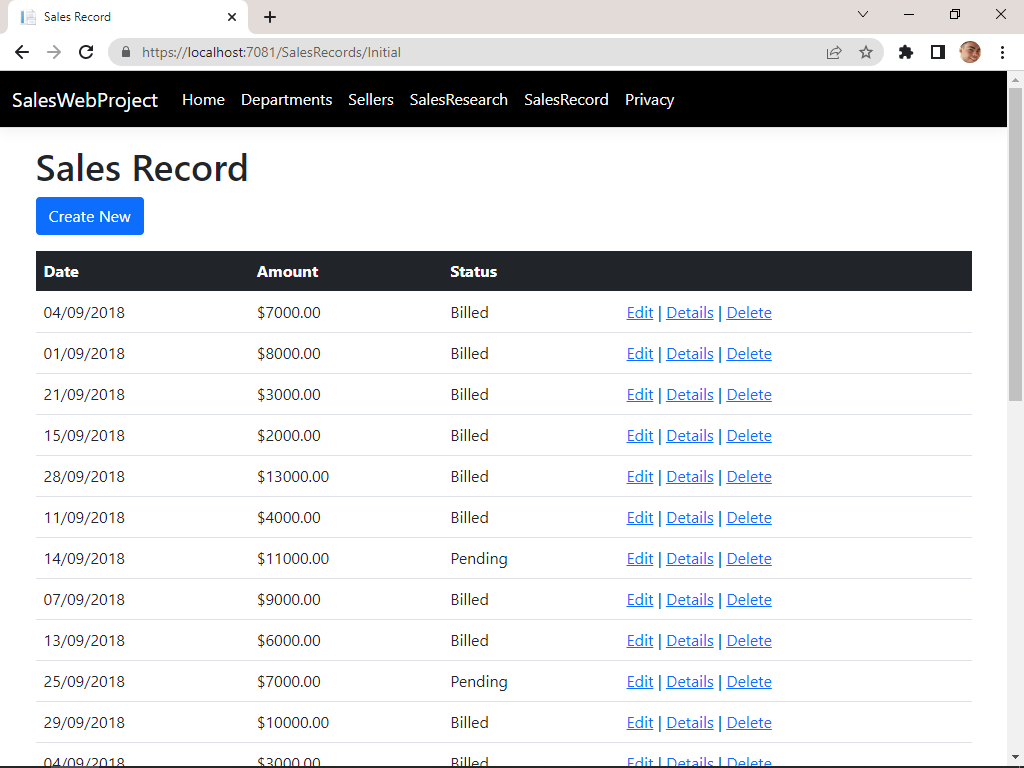 Sales Record
https://localhost:7081/SalesRecords/Initial
SalesWebProject Home Departments Sellers SalesResearch SalesRecord Privacy
Sales Record
Create New
Date Amount Status
04/09/2018 $7000.00 Billed Edit | Details | Delete
01/09/2018 $8000.00 Billed Edit | Details | Delete
21/09/2018 $3000.00 Billed Edit | Details | Delete
15/09/2018 $2000.00 Billed Edit | Details | Delete
28/09/2018 $13000.00 Billed Edit | Details | Delete
11/09/2018 $4000.00 Billed Edit | Details | Delete
14/09/2018 $11000.00 Pending Edit | Details | Delete
07/09/2018 $9000.00 Billed Edit | Details | Delete
13/09/2018 $6000.00 Billed Edit | Details | Delete
25/09/2018 $7000.00 Pending Edit | Details | Delete
29/09/2018 $10000.00 Billed Edit | Details | Delete
04/09/2018 $3000.00 Billed Edit | Details | Delete